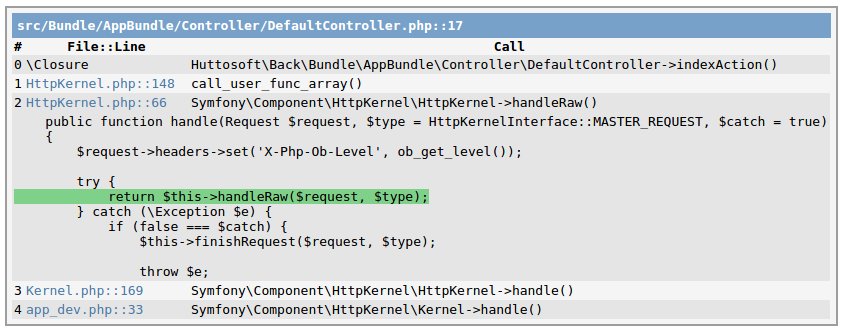 src/Bundle/AppBundle/Controller/DefaultController.php::17
# File::Line Call
0 \Closure Huttosoft\Back\Bundle\AppBundle\Controller\DefaultController->indexAction()
1 HttpKernel.php::148 call_user_func_array()
2 HttpKernel.php::66 Symfony\Component\HttpKernel\HttpKernel->handleRaw()
public function handle(Request $request, $type = HttpKernelInterface::MASTER_REQUEST, $catch = true)
{
$request->headers->set('X-Php-Ob-Level', ob_get_level());
try {
return $this->handleRaw($request, $type);
} catch (\Exception $e) {
if (false === $catch) {
$this->finishRequest($request, $type);
throw $e;
3 Kernel.php::169 Symfony\Component\HttpKernel\HttpKernel->handle()
4 app_dev.php::33 Symfony\Component\HttpKernel\Kernel->handle()